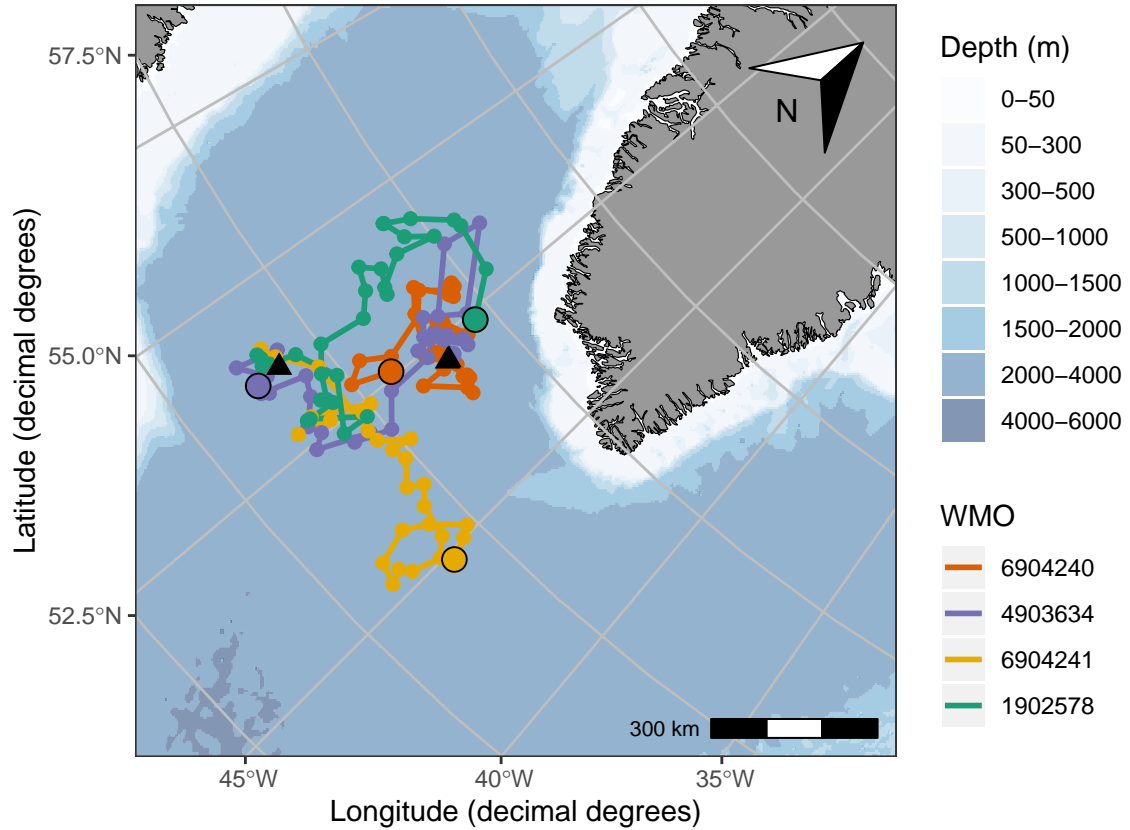 57.5°N
55.0°N
52.5°N
Latitude (decimal degrees)
N
300 km
45°W
40°W
35°W
Longitude (decimal degrees)
Depth (m)
0–50
50–300
300–500
500–1000
1000–1500
1500–2000
2000–4000
4000–6000
WMO
6904240
4903634
6904241
1902578